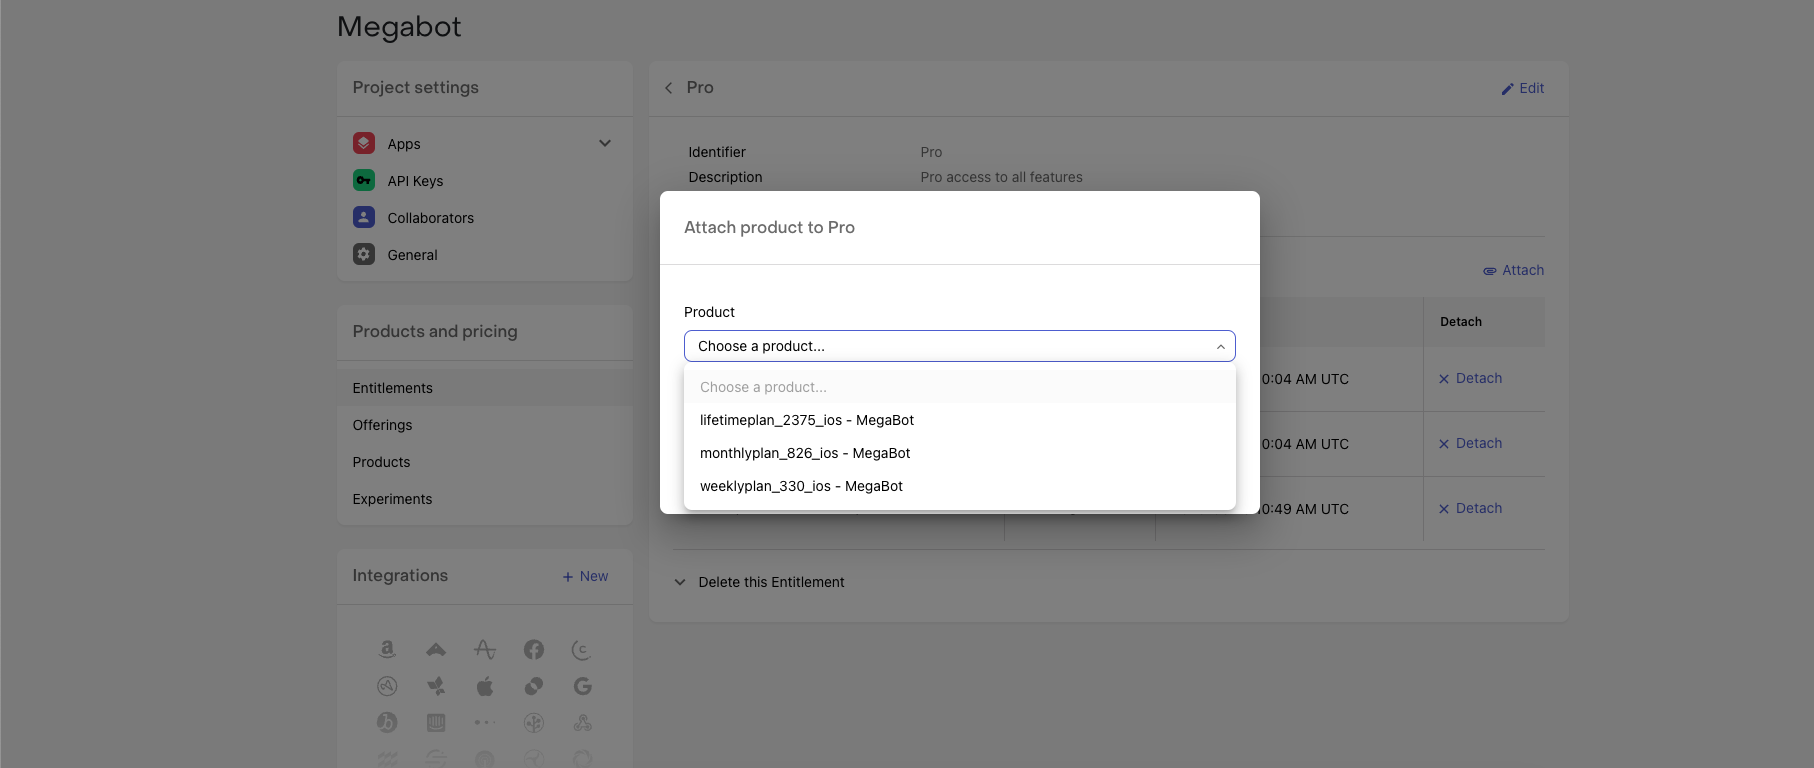 Megabot
Project settings
Apps
API Keys
Collaborators
General
Products and pricing
Entitlements
Offerings
Products
Experiments
Integrations
+ New
Pro
Edit
Identifier Pro
Description Pro access to all features
Attach
Detach
0:04 AM UTC Detach
0:04 AM UTC Detach
0:49 AM UTC Detach
Delete this Entitlement
Attach product to Pro
Product
Choose a product...
Choose a product...
lifetimeplan_2375_ios - MegaBot
monthlyplan_826_ios - MegaBot
weeklyplan_330_ios - MegaBot